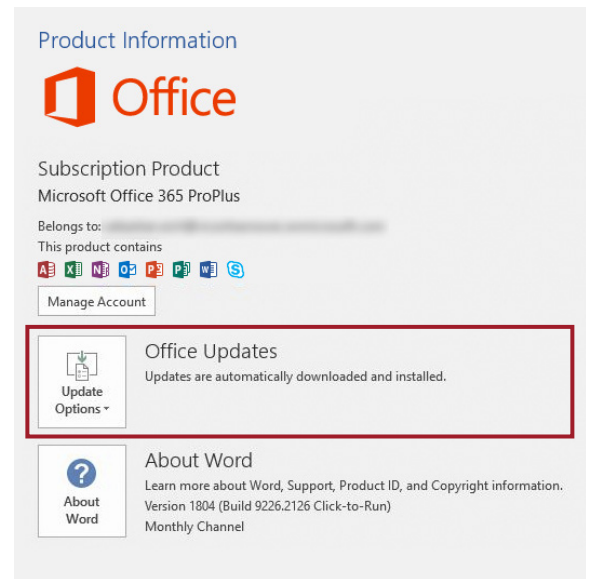 Product Information
Office
Subscription Product
Microsoft Office 365 ProPlus
Belongs to:
This product contains
Manage Account
Update
Options
Office Updates
Updates are automatically downloaded and installed.
About
Word
About Word
Learn more about Word, Support, Product ID, and Copyright information.
Version 1804 (Build 9226.2126 Click-to-Run)
Monthly Channel